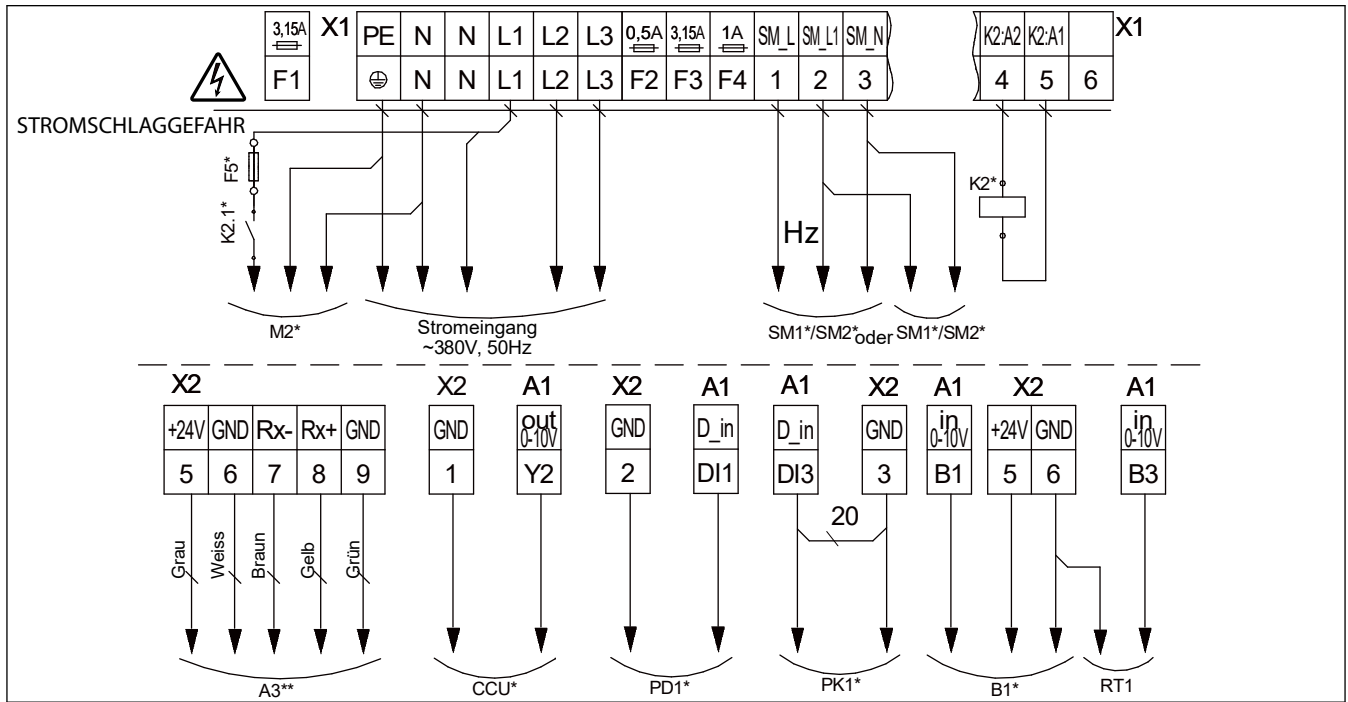 3,15A X1 PE N N L1 L2 L3 0,5A 3,15A 1A SM_L SM_L1 SM_N K2:A2 K2:A1 X1
F1 N N L1 L2 L3 F2 F3 F4 1 2 3 4 5 6
STROMSCHLAGGEFAHR
F5*
K2.1*
K2*
Hz
M2*
Stromeingang
~380V, 50Hz
SM1*/SM2* oder SM1*/SM2*
X2 X2 A1 X2 A1 A1 X2 A1 X2 A1
+24V GND Rx- Rx+ GND GND out 0-10V GND D_in D_in GND in 0-10V +24V GND in 0-10V
5 6 7 8 9 1 Y2 2 DI1 DI3 3 B1 5 6 B3
20
Grau Weiss Braun Gelb Grün
A3** CCU* PD1* PK1* B1* RT1